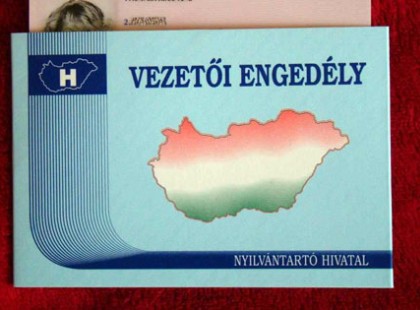 H
VEZETŐI ENGEDÉLY
NYILVÁNTARTÓ HIVATAL